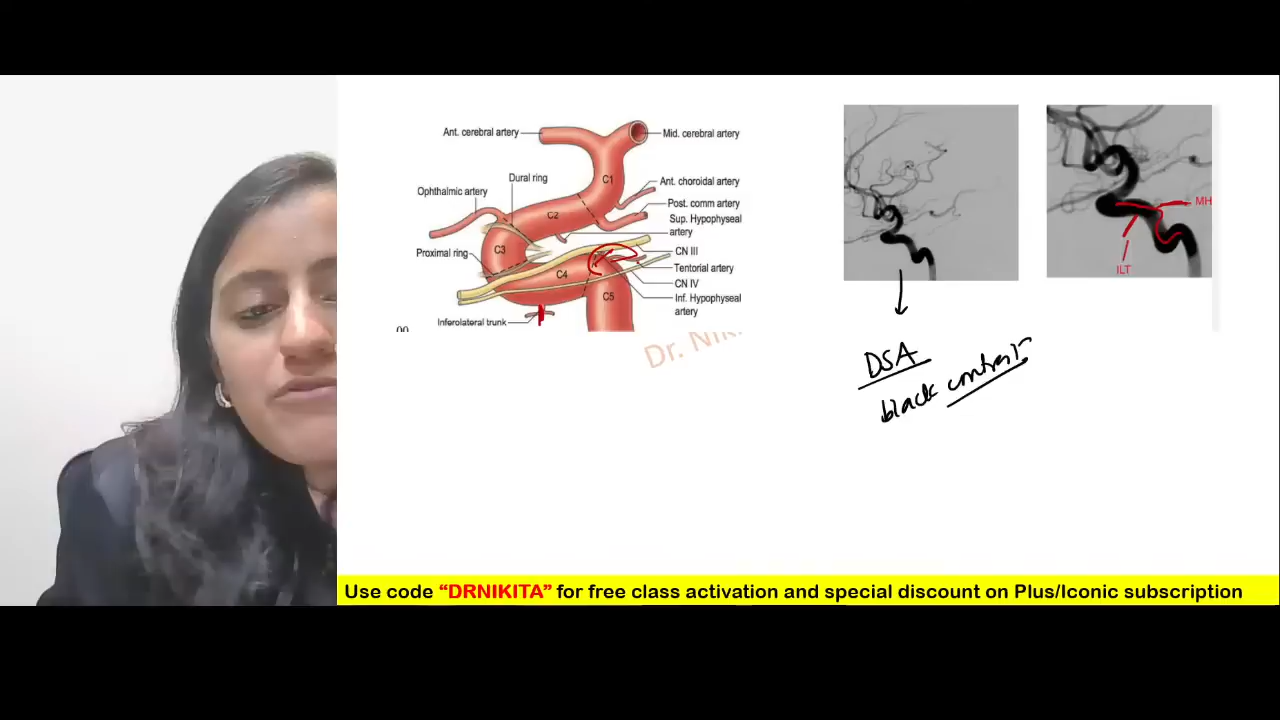 Ant. cerebral artery
Mid. cerebral artery
C1
Ophthalmic artery
Dural ring
Ant. choroidal artery
Post. comm artery
C2
Sup. Hypophyseal
artery
Proximal ring
C3
CN III
C4
Tentorial artery
CN IV
C5
Inf. Hypophyseal
artery
Inferolateral trunk
00
MH
ILT
DSA
black contrast
Use code “DRNIKITA” for free class activation and special discount on Plus/Iconic subscription